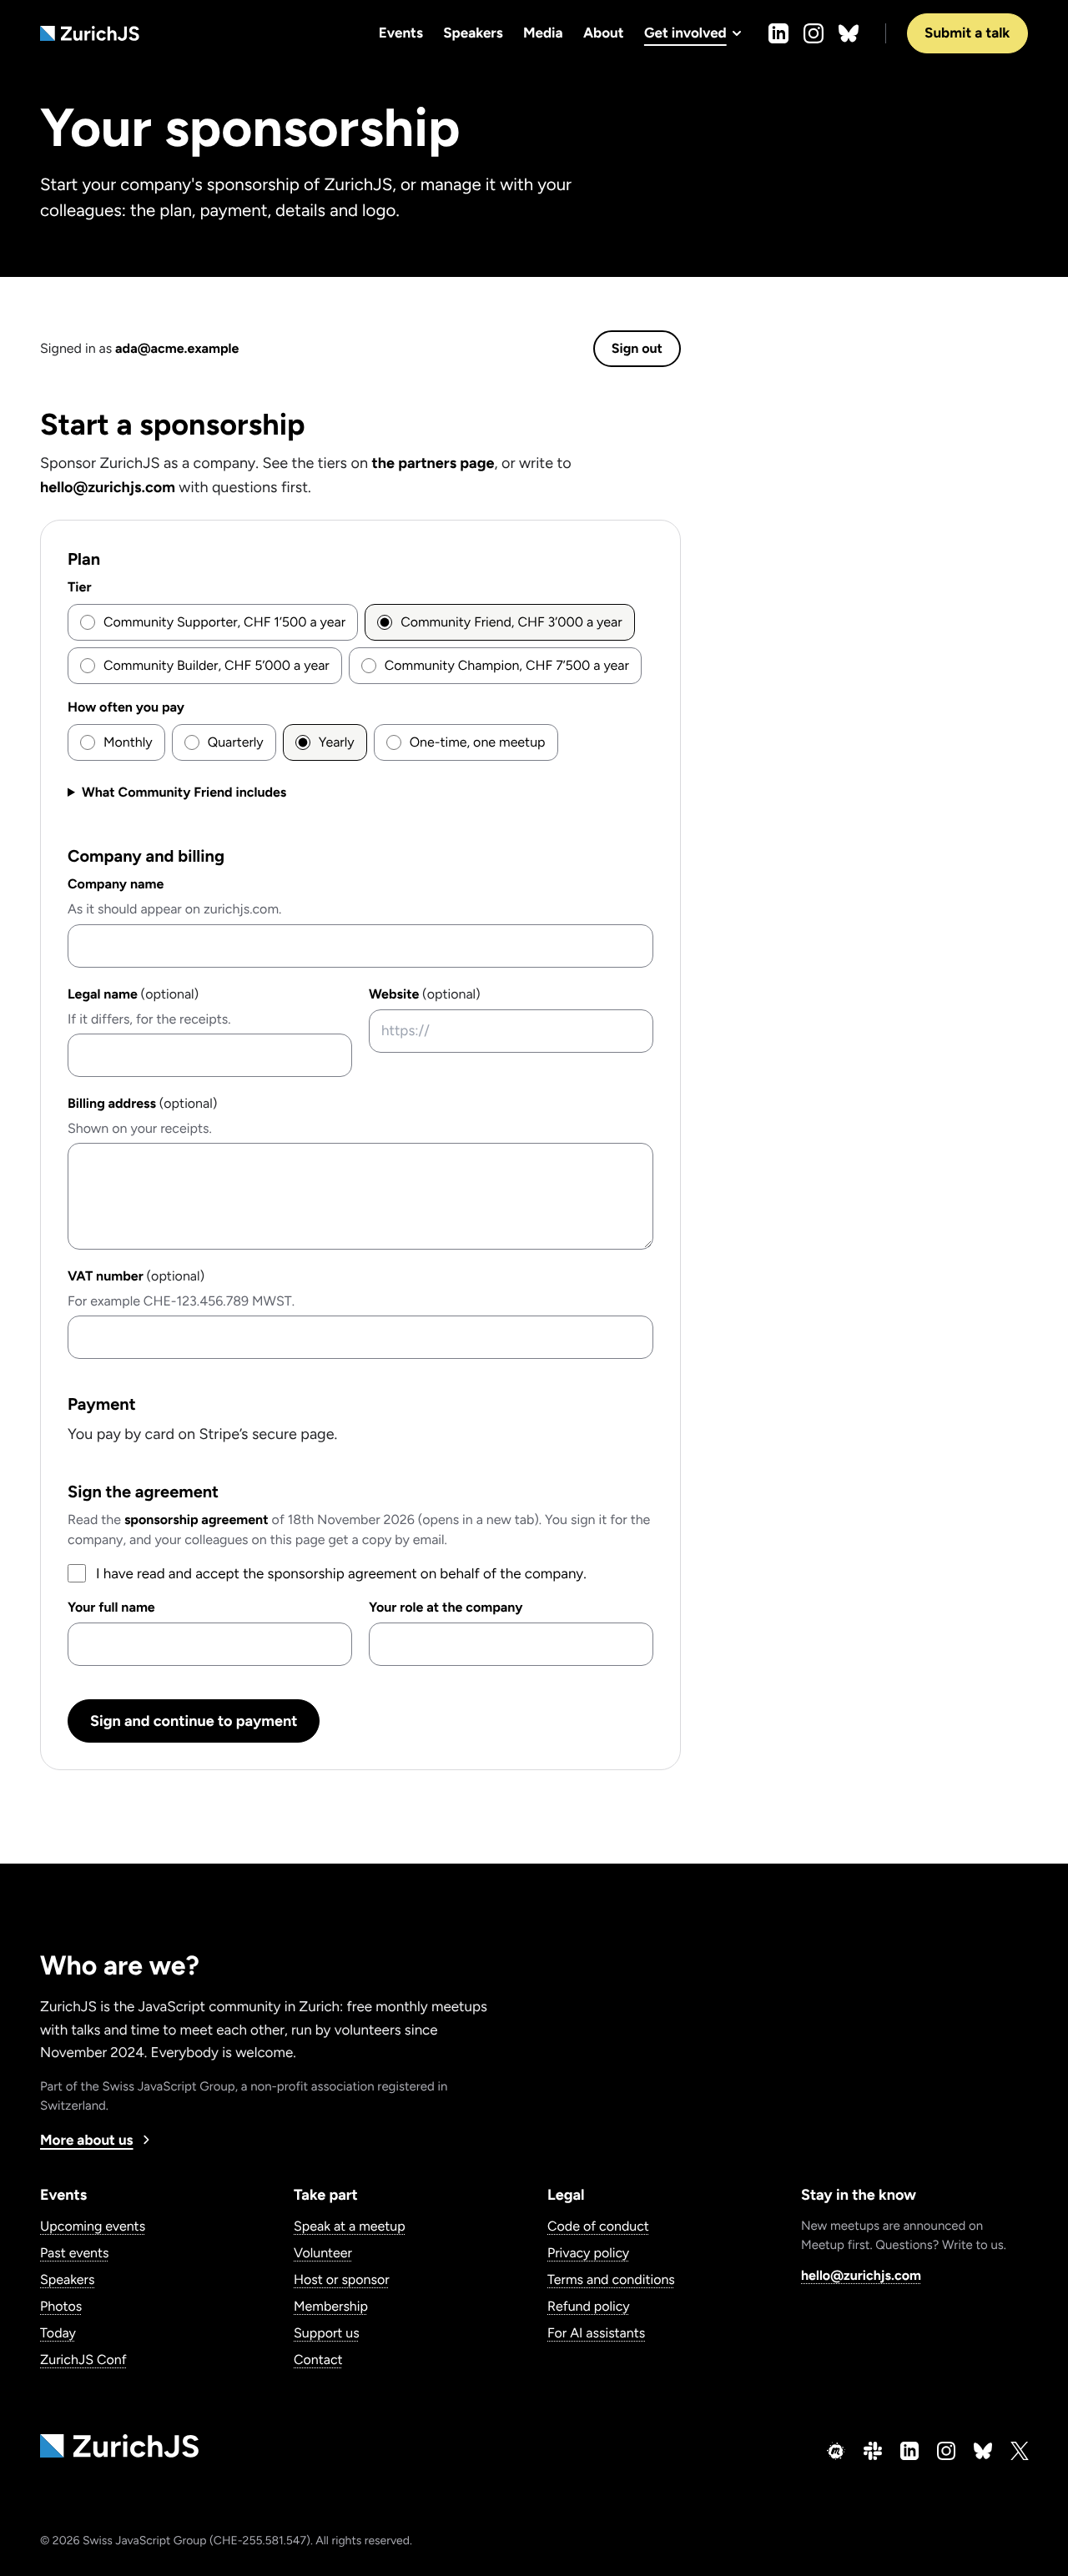 ZurichJS
Events
Speakers
Media
About
Get involved
Submit a talk
Your sponsorship
Start your company's sponsorship of ZurichJS, or manage it with your
colleagues: the plan, payment, details and logo.
Signed in as ada@acme.example
Sign out
Start a sponsorship
Sponsor ZurichJS as a company. See the tiers on the partners page, or write to
hello@zurichjs.com with questions first.
Plan
Tier
Community Supporter, CHF 1’500 a year
Community Friend, CHF 3’000 a year
Community Builder, CHF 5’000 a year
Community Champion, CHF 7’500 a year
How often you pay
Monthly
Quarterly
Yearly
One-time, one meetup
What Community Friend includes
Company and billing
Company name
As it should appear on zurichjs.com.
Legal name (optional)
If it differs, for the receipts.
Website (optional)
https://
Billing address (optional)
Shown on your receipts.
VAT number (optional)
For example CHE-123.456.789 MWST.
Payment
You pay by card on Stripe’s secure page.
Sign the agreement
Read the sponsorship agreement of 18th November 2026 (opens in a new tab). You sign it for the
company, and your colleagues on this page get a copy by email.
I have read and accept the sponsorship agreement on behalf of the company.
Your full name
Your role at the company
Sign and continue to payment
Who are we?
ZurichJS is the JavaScript community in Zurich: free monthly meetups
with talks and time to meet each other, run by volunteers since
November 2024. Everybody is welcome.
Part of the Swiss JavaScript Group, a non-profit association registered in
Switzerland.
More about us
Events
Upcoming events
Past events
Speakers
Photos
Today
ZurichJS Conf
Take part
Speak at a meetup
Volunteer
Host or sponsor
Membership
Support us
Contact
Legal
Code of conduct
Privacy policy
Terms and conditions
Refund policy
For AI assistants
Stay in the know
New meetups are announced on
Meetup first. Questions? Write to us.
hello@zurichjs.com
ZurichJS
© 2026 Swiss JavaScript Group (CHE-255.581.547). All rights reserved.